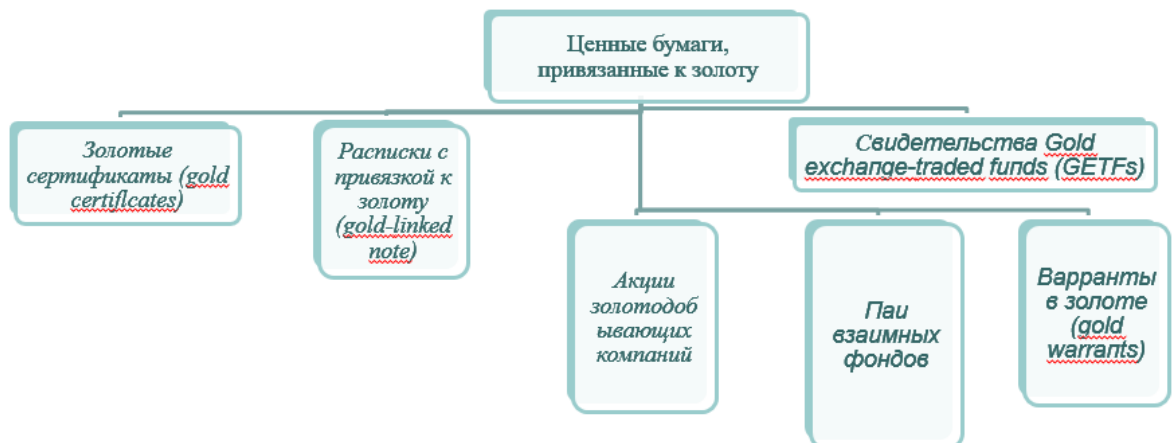 Ценные бумаги,
привязанные к золоту
Золотые
сертификаты (gold
certiflcates)
Расписки с
привязкой к
золоту
(gold-linked
note)
Свидетельства Gold
exchange-traded funds (GETFs)
Акции
золотодоб
ывающих
компаний
Паи
взаимных
фондов
Варранты
в золоте
(gold
warrants)